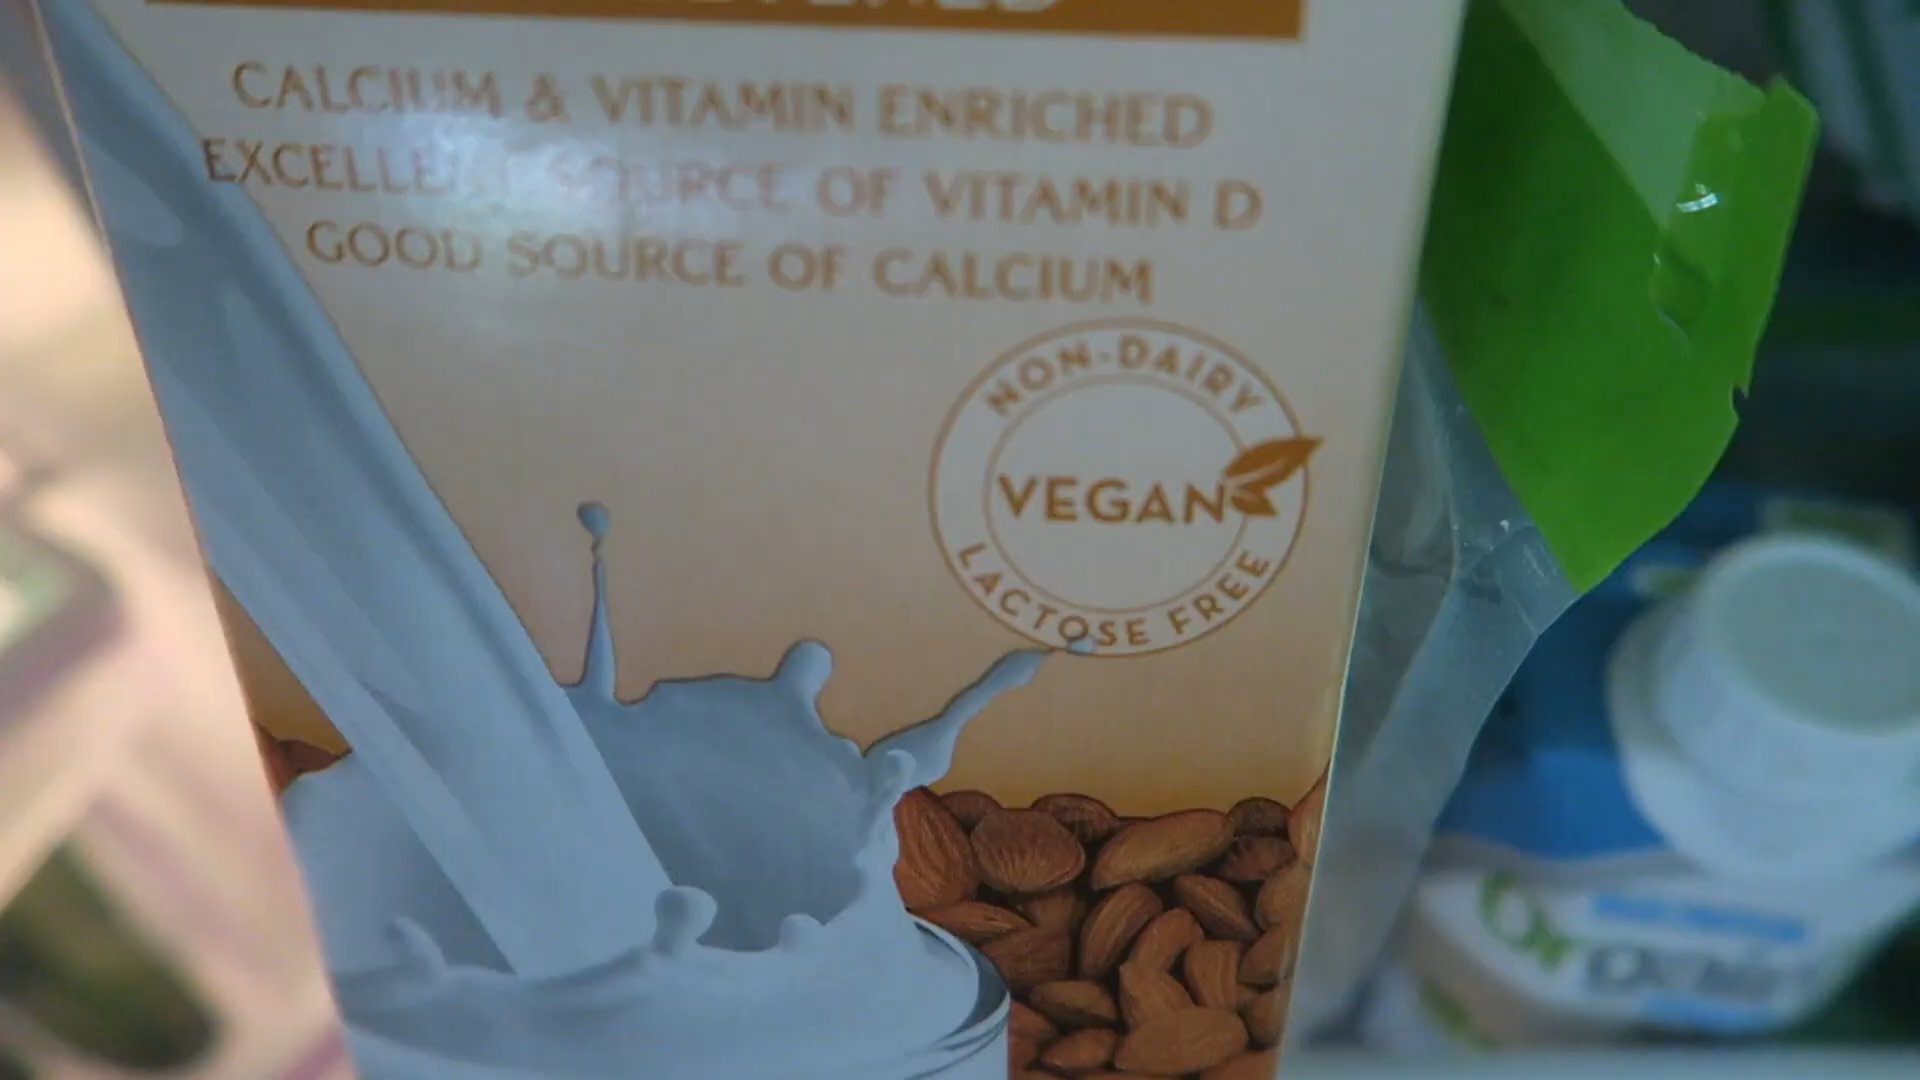 CALCIUM & VITAMIN ENRICHED
EXCELLENT SOURCE OF VITAMIN D
GOOD SOURCE OF CALCIUM
NON-DAIRY
VEGAN
LACTOSE FREE